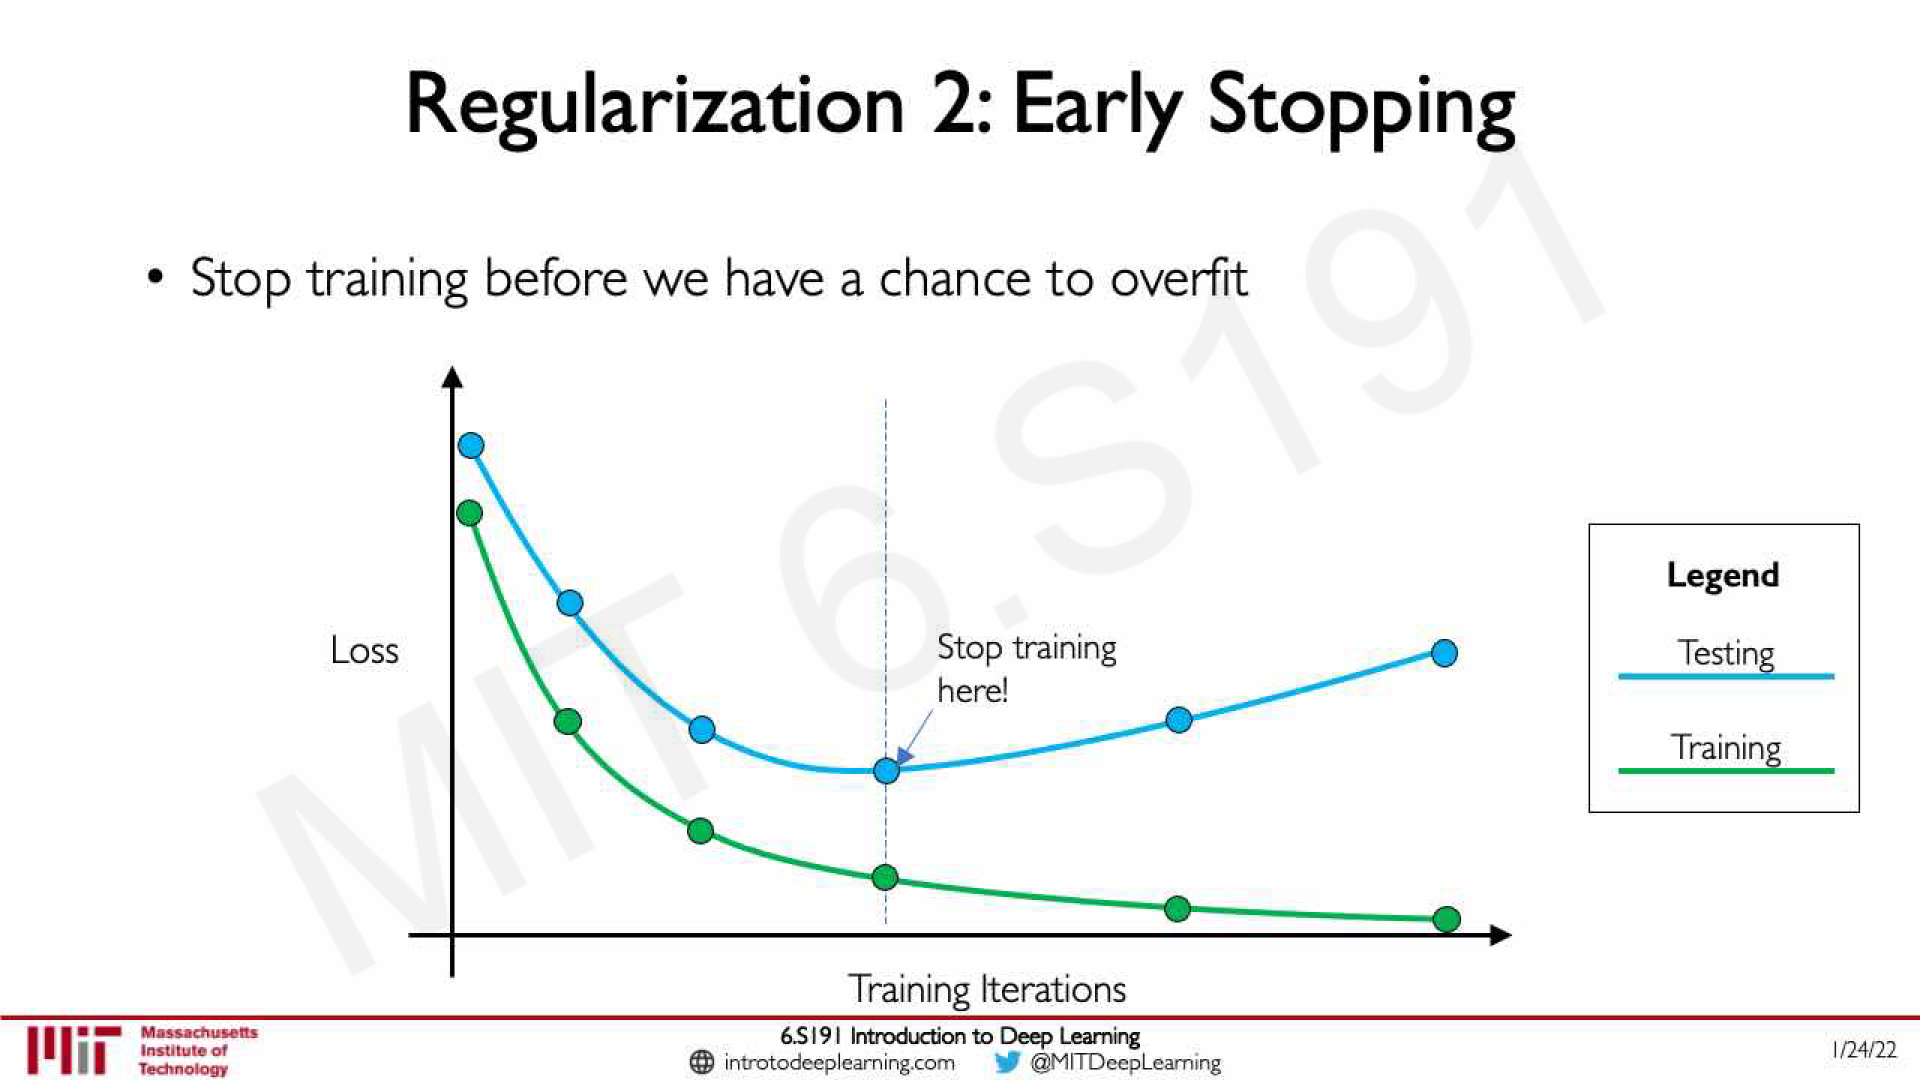 Regularization 2: Early Stopping
• Stop training before we have a chance to overfit
MIT 6.S191
Loss
Stop training
here!
Legend
Testing
Training
Training Iterations
Massachusetts
Institute of
Technology
6.S191 Introduction to Deep Learning
introtodeeplearning.com
@MITDeepLearning
1/24/22